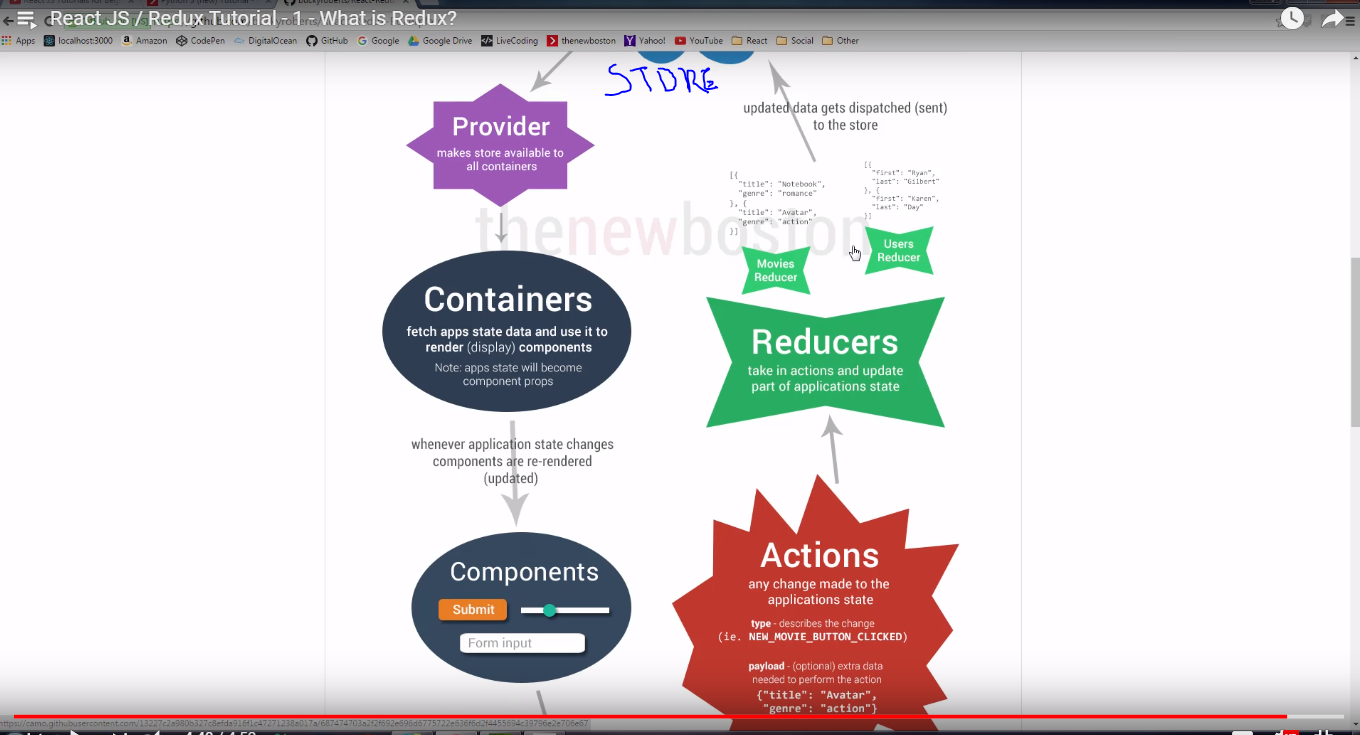 React JS / Redux Tutorial - 1 - What is Redux?
Apps localhost:3000 Amazon CodePen DigitalOcean GitHub Google Google Drive LiveCoding thenewboston Yahoo! YouTube React Social Other
STORE
Provider
makes store available to
all containers
updated data gets dispatched (sent)
to the store
[{
"title": "Notebook",
"genre": "romance"
}, {
"title": "Avatar",
"genre": "action"
}]
[{
"first": "Ryan",
"last": "Gilbert"
}, {
"first": "Karen",
"last": "Day"
}]
thenewboston
Movies
Reducer
Users
Reducer
Containers
fetch apps state data and use it to
render (display) components
Note: apps state will become
component props
Reducers
take in actions and update
part of applications state
whenever application state changes
components are re-rendered
(updated)
Components
Submit
Form input
Actions
any change made to the
applications state
type - describes the change
(ie. NEW_MOVIE_BUTTON_CLICKED)
payload - (optional) extra data
needed to perform the action
{"title": "Avatar",
"genre": "action"}